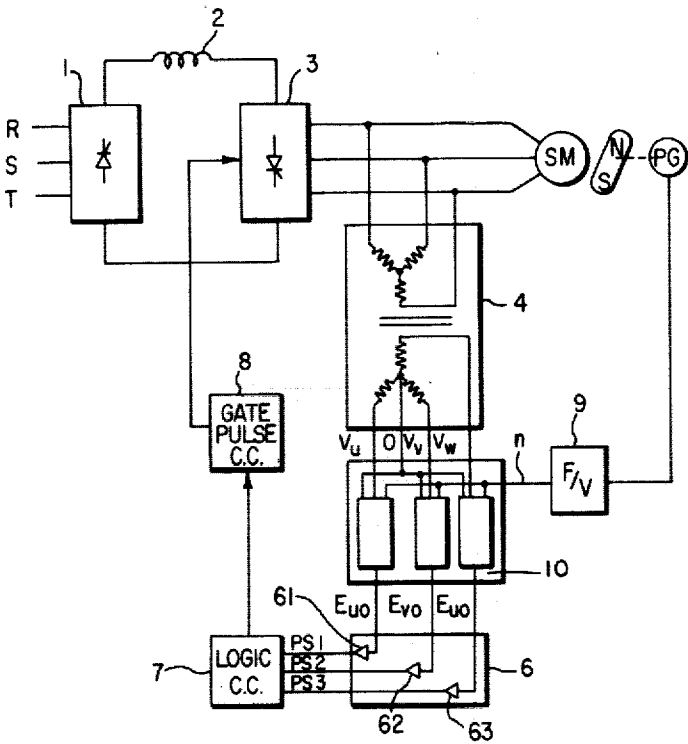 2
1
3
R
S
T
SM
N
S
PG
4
8
GATE
PULSE
C.C.
Vu O Vv Vw
n
9
F/V
10
61
Euo Evo Euo
7
LOGIC
C.C.
PS1
PS2
PS3
6
62
63